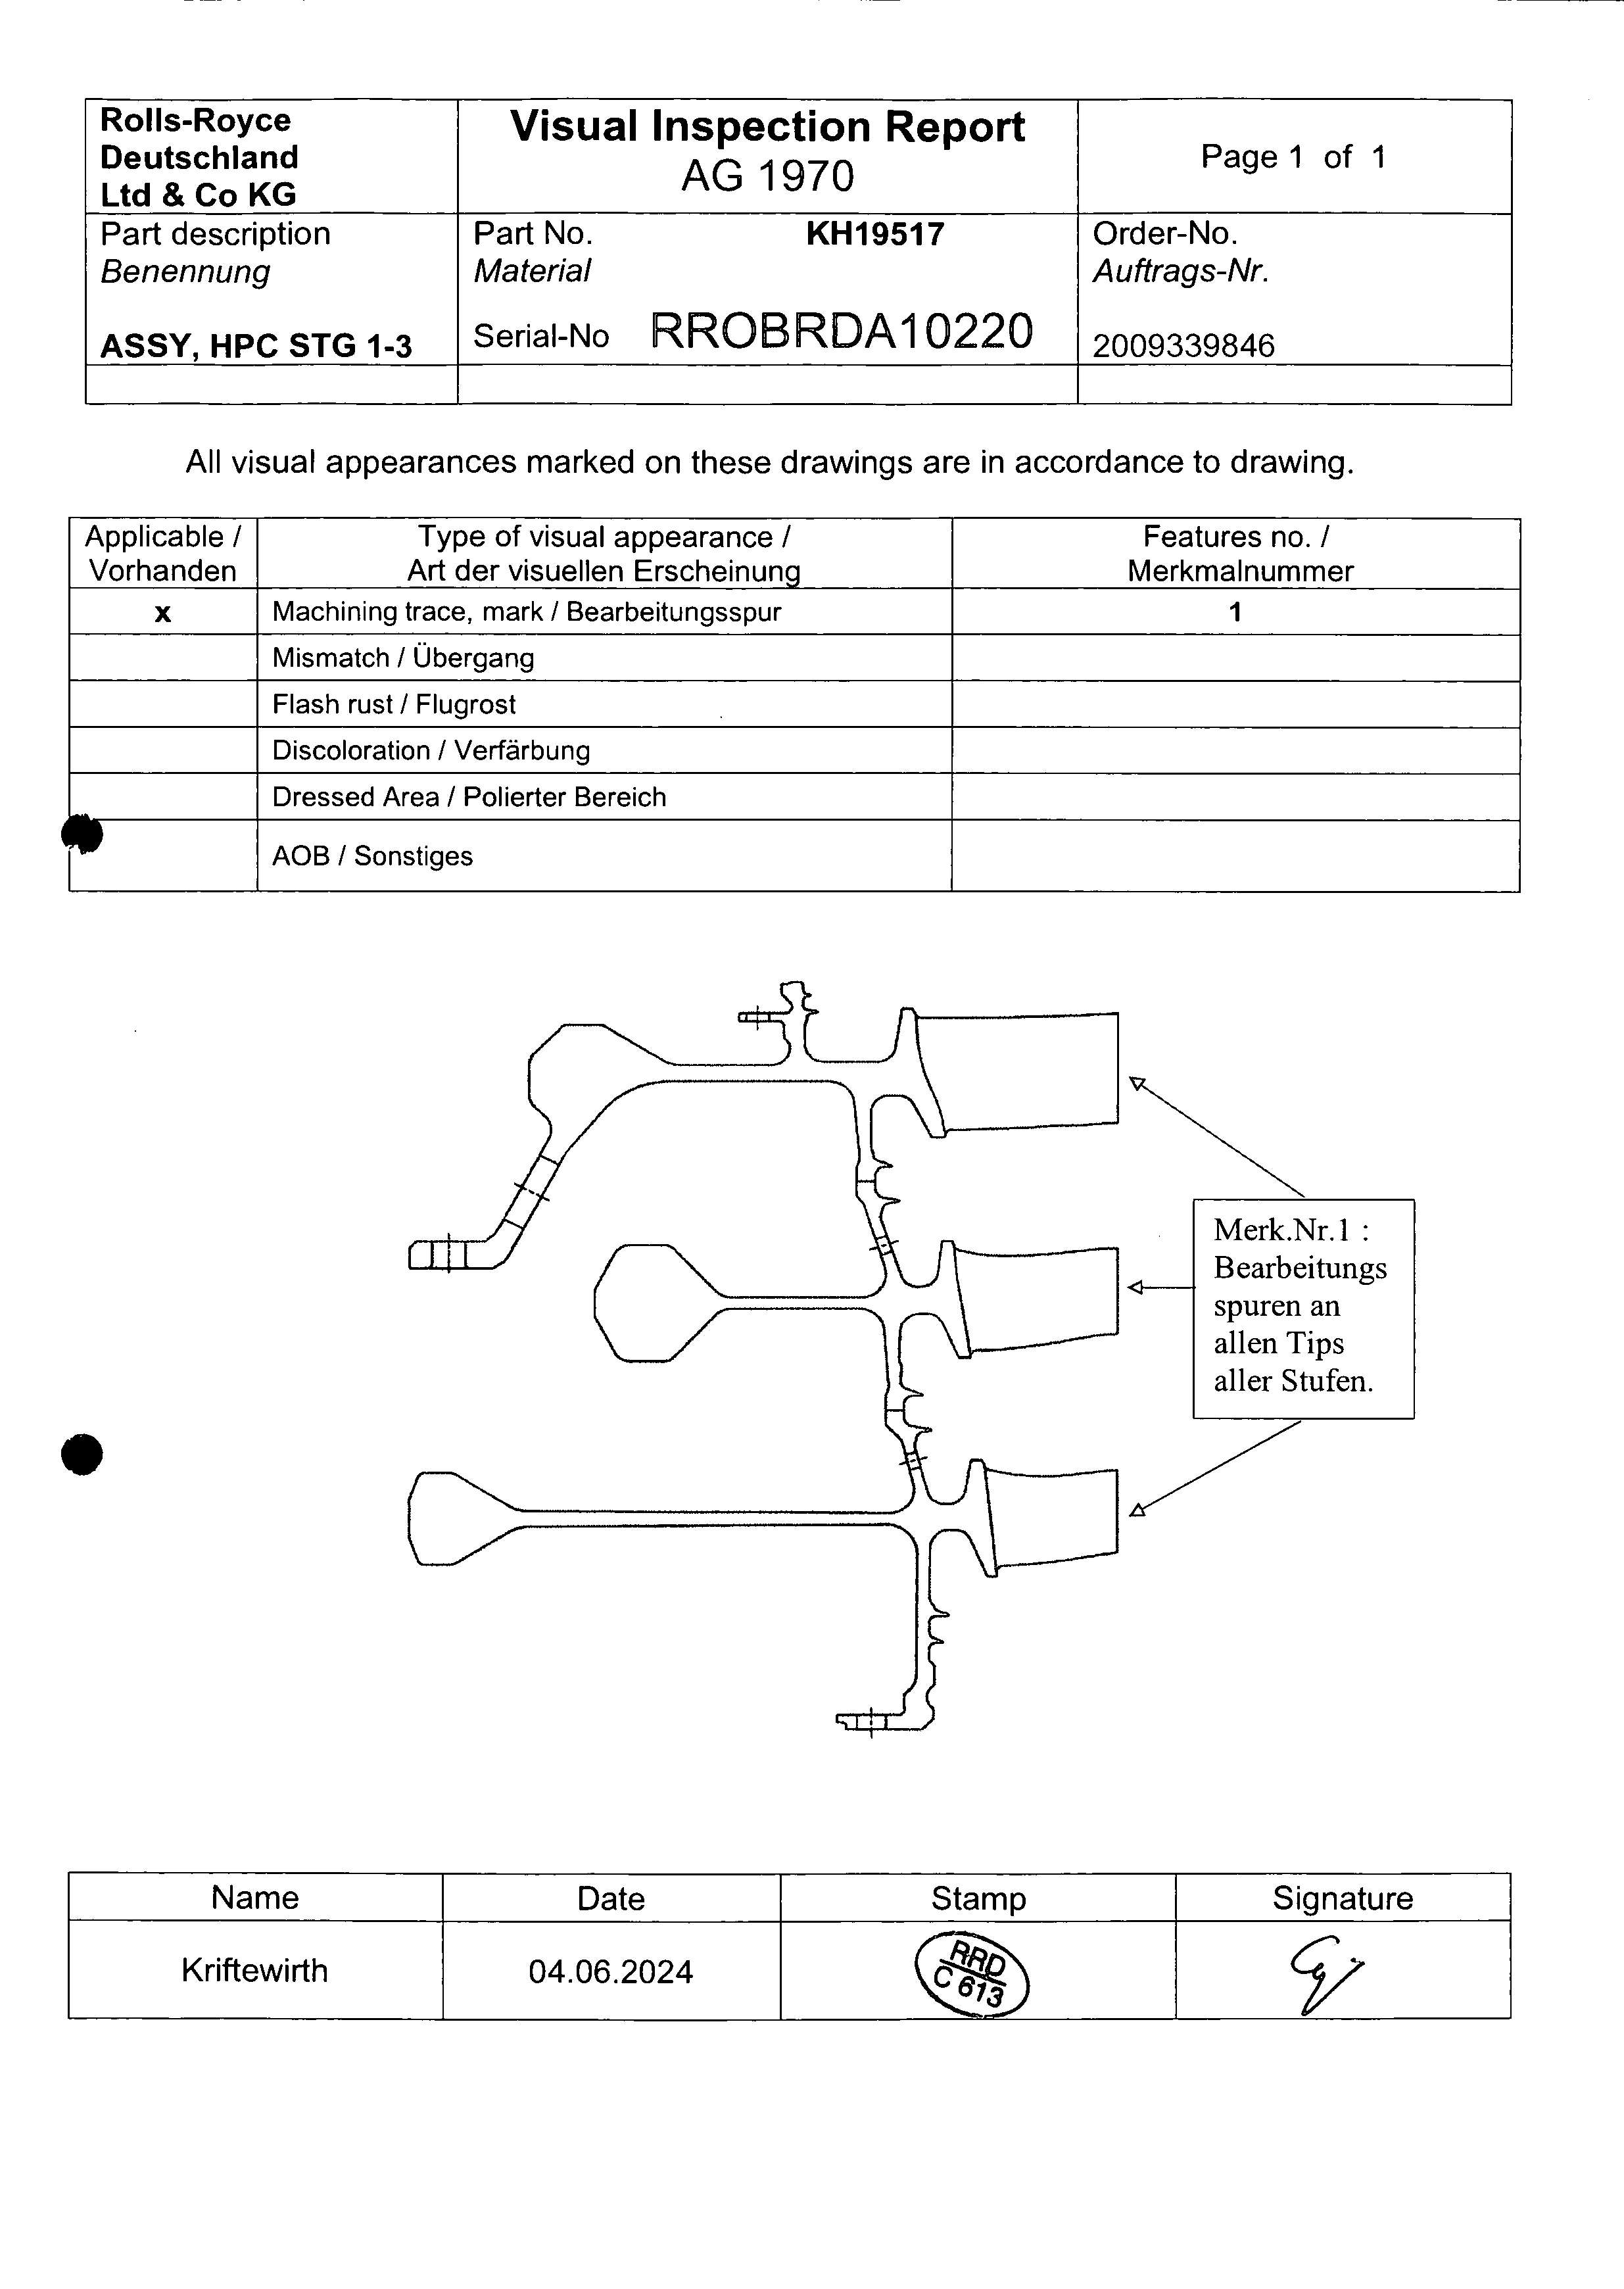 Rolls-Royce
Deutschland
Ltd & Co KG
Visual Inspection Report
AG 1970
Page 1 of 1
Part description
Benennung
ASSY, HPC STG 1-3
Part No. KH19517
Material
Serial-No RROBRDA10220
Order-No.
Auftrags-Nr.
2009339846
All visual appearances marked on these drawings are in accordance to drawing.
Applicable /
Vorhanden
Type of visual appearance /
Art der visuellen Erscheinung
Features no. /
Merkmalnummer
x Machining trace, mark / Bearbeitungsspur 1
Mismatch / Übergang
Flash rust / Flugrost
Discoloration / Verfärbung
Dressed Area / Polierter Bereich
AOB / Sonstiges
Merk.Nr.1 :
Bearbeitungs
spuren an
allen Tips
aller Stufen.
Name Date Stamp Signature
Kriftewirth 04.06.2024
RRD
C 613